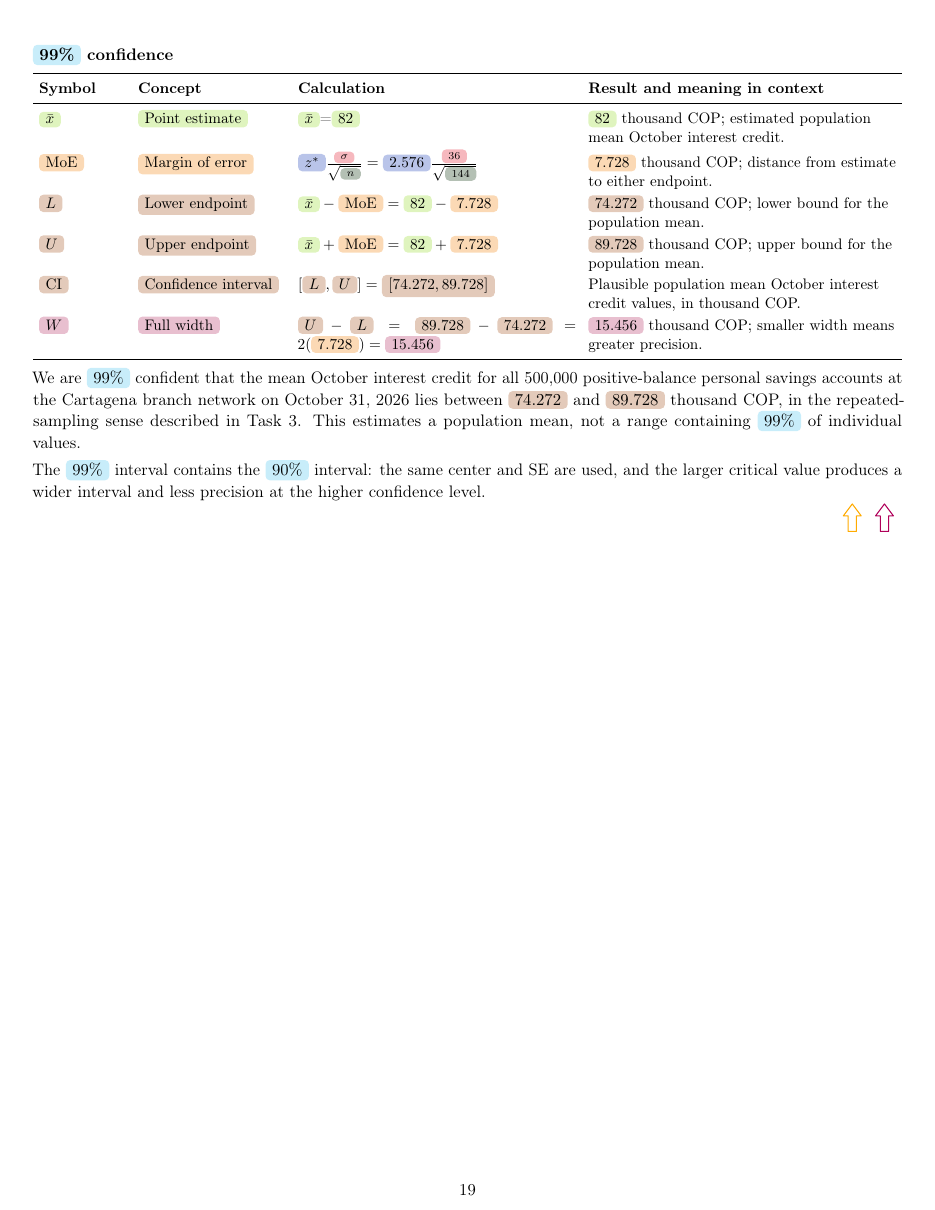 99% confidence
Symbol Concept Calculation Result and meaning in context
x̄ Point estimate x̄ = 82 82 thousand COP; estimated population
mean October interest credit.
MoE Margin of error z* σ/√n = 2.576 36/√144 7.728 thousand COP; distance from estimate
to either endpoint.
L Lower endpoint x̄ − MoE = 82 − 7.728 74.272 thousand COP; lower bound for the
population mean.
U Upper endpoint x̄ + MoE = 82 + 7.728 89.728 thousand COP; upper bound for the
population mean.
CI Confidence interval [L, U] = [74.272, 89.728] Plausible population mean October interest
credit values, in thousand COP.
W Full width U − L = 89.728 − 74.272 = 15.456 thousand COP; smaller width means
2(7.728) = 15.456 greater precision.
We are 99% confident that the mean October interest credit for all 500,000 positive-balance personal savings accounts at
the Cartagena branch network on October 31, 2026 lies between 74.272 and 89.728 thousand COP, in the repeated-
sampling sense described in Task 3. This estimates a population mean, not a range containing 99% of individual
values.
The 99% interval contains the 90% interval: the same center and SE are used, and the larger critical value produces a
wider interval and less precision at the higher confidence level.
19